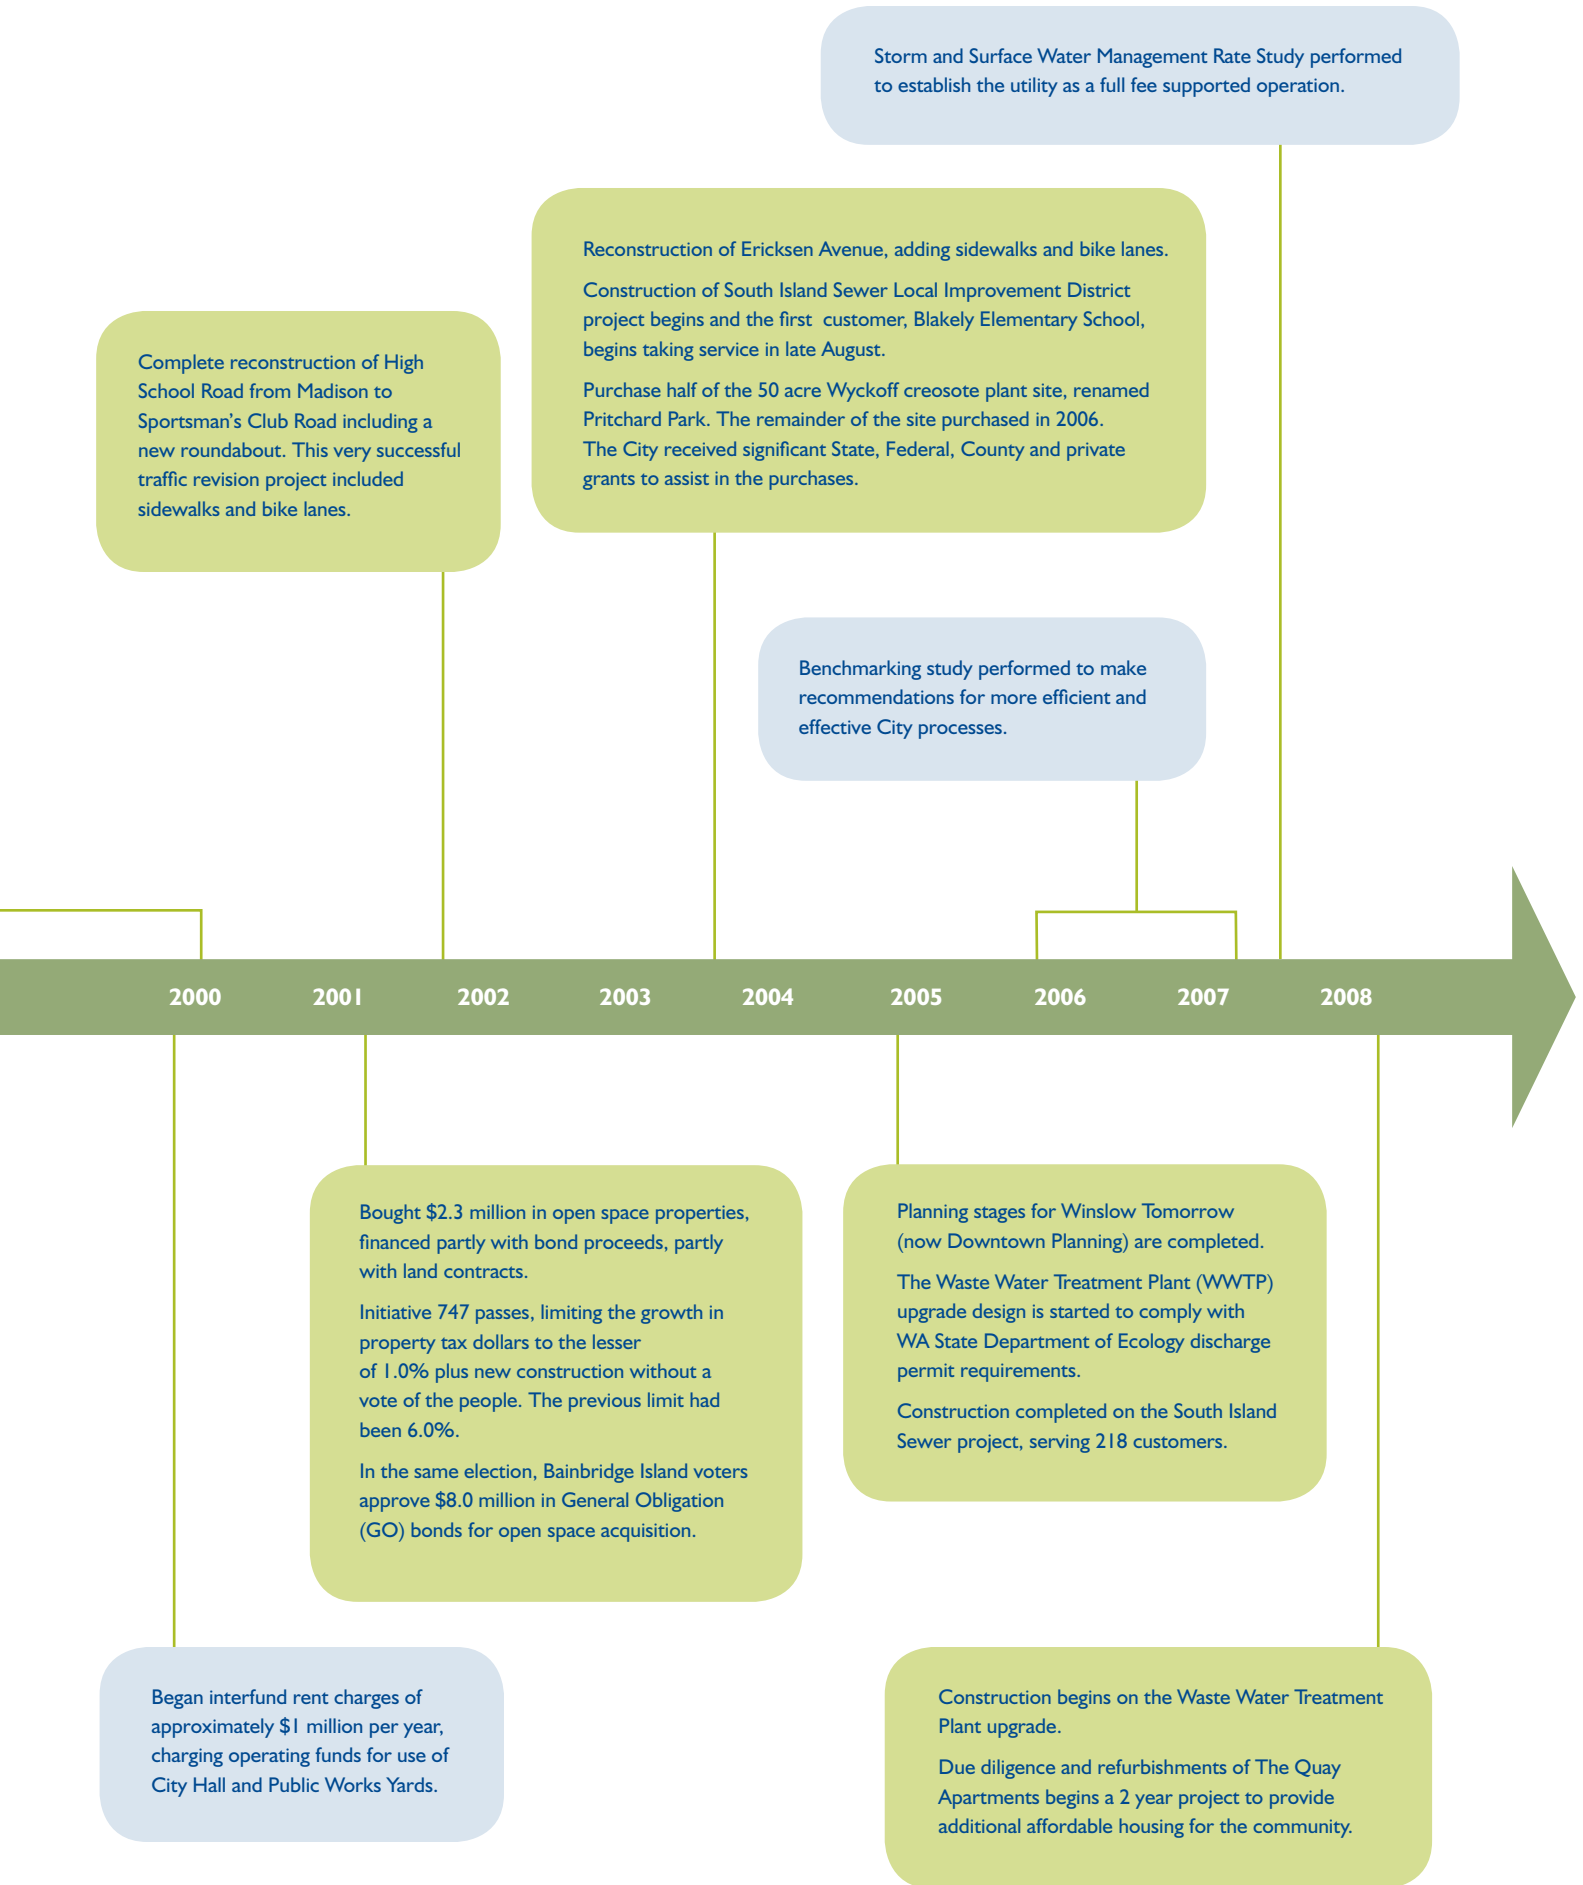 Storm and Surface Water Management Rate Study performed
to establish the utility as a full fee supported operation.
Reconstruction of Ericksen Avenue, adding sidewalks and bike lanes.
Construction of South Island Sewer Local Improvement District
project begins and the first customer, Blakely Elementary School,
begins taking service in late August.
Purchase half of the 50 acre Wyckoff creosote plant site, renamed
Pritchard Park. The remainder of the site purchased in 2006.
The City received significant State, Federal, County and private
grants to assist in the purchases.
Complete reconstruction of High
School Road from Madison to
Sportsman's Club Road including a
new roundabout. This very successful
traffic revision project included
sidewalks and bike lanes.
Benchmarking study performed to make
recommendations for more efficient and
effective City processes.
2000 2001 2002 2003 2004 2005 2006 2007 2008
Bought $2.3 million in open space properties,
financed partly with bond proceeds, partly
with land contracts.
Initiative 747 passes, limiting the growth in
property tax dollars to the lesser
of 1.0% plus new construction without a
vote of the people. The previous limit had
been 6.0%.
In the same election, Bainbridge Island voters
approve $8.0 million in General Obligation
(GO) bonds for open space acquisition.
Planning stages for Winslow Tomorrow
(now Downtown Planning) are completed.
The Waste Water Treatment Plant (WWTP)
upgrade design is started to comply with
WA State Department of Ecology discharge
permit requirements.
Construction completed on the South Island
Sewer project, serving 218 customers.
Began interfund rent charges of
approximately $1 million per year,
charging operating funds for use of
City Hall and Public Works Yards.
Construction begins on the Waste Water Treatment
Plant upgrade.
Due diligence and refurbishments of The Quay
Apartments begins a 2 year project to provide
additional affordable housing for the community.